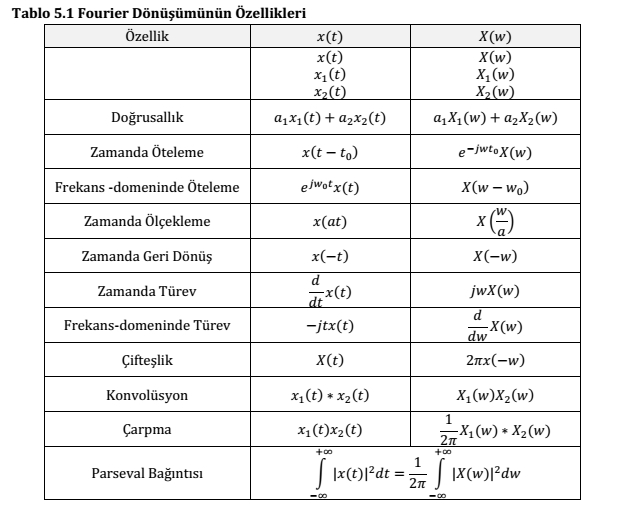 Tablo 5.1 Fourier Dönüşümünün Özellikleri
Özellik x(t) X(w)
x(t) X(w)
x₁(t) X₁(w)
x₂(t) X₂(w)
Doğrusallık a₁x₁(t) + a₂x₂(t) a₁X₁(w) + a₂X₂(w)
Zamanda Öteleme x(t − t₀) e^{−jwt₀}X(w)
Frekans -domeninde Öteleme e^{jw₀t}x(t) X(w − w₀)
Zamanda Ölçekleme x(at) X(w/a)
Zamanda Geri Dönüş x(−t) X(−w)
Zamanda Türev d/dt x(t) jwX(w)
Frekans-domeninde Türev −jtx(t) d/dw X(w)
Çifteşlik X(t) 2πx(−w)
Konvolüsyon x₁(t) ∗ x₂(t) X₁(w)X₂(w)
Çarpma x₁(t)x₂(t) 1/2π X₁(w) ∗ X₂(w)
Parseval Bağıntısı ∫_{−∞}^{+∞} |x(t)|²dt = 1/2π ∫_{−∞}^{+∞} |X(w)|²dw